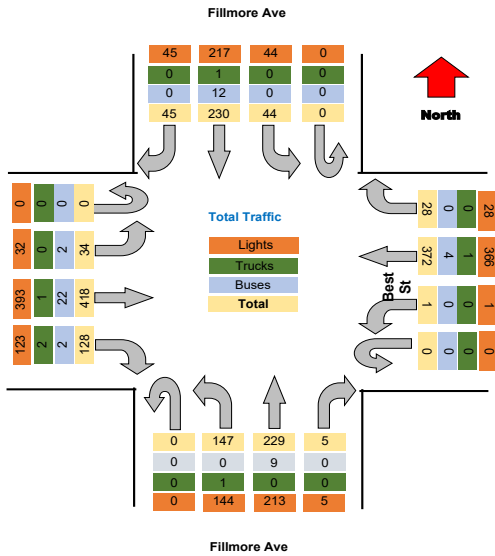 Fillmore Ave
45 217 44 0
0 1 0 0
0 12 0 0
45 230 44 0
North
0 0 0 0
32 0 2 34
393 1 22 418
123 2 2 128
Total Traffic
Lights
Trucks
Buses
Total
28 0 0 28
372 4 1 366
Best St
1 0 0 1
0 0 0 0
0 147 229 5
0 0 9 0
0 1 0 0
0 144 213 5
Fillmore Ave